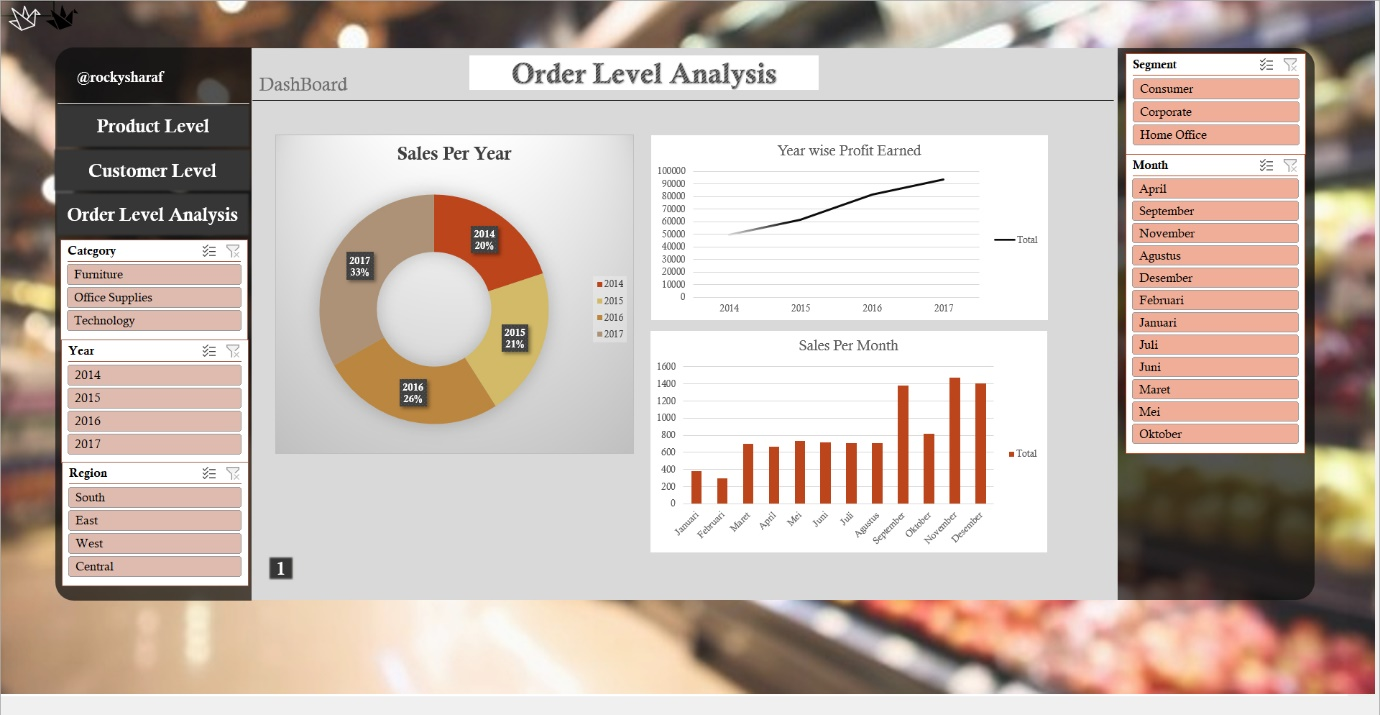 @rockysharaf
Product Level
Customer Level
Order Level Analysis
Category
Furniture
Office Supplies
Technology
Year
2014
2015
2016
2017
Region
South
East
West
Central
DashBoard
Order Level Analysis
Sales Per Year
2014
20%
2015
21%
2016
26%
2017
33%
2014
2015
2016
2017
1
Year wise Profit Earned
100000
90000
80000
70000
60000
50000
40000
30000
20000
10000
0
2014 2015 2016 2017
Total
Sales Per Month
1600
1400
1200
1000
800
600
400
200
0
Januari Februari Maret April Mei Juni Juli Agustus September Oktober November Desember
Total
Segment
Consumer
Corporate
Home Office
Month
April
September
November
Agustus
Desember
Februari
Januari
Juli
Juni
Maret
Mei
Oktober